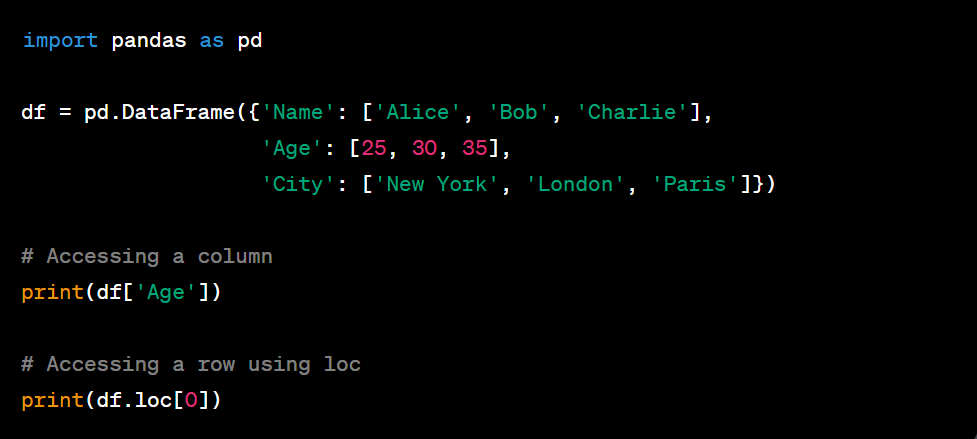 import pandas as pd
df = pd.DataFrame({'Name': ['Alice', 'Bob', 'Charlie'],
'Age': [25, 30, 35],
'City': ['New York', 'London', 'Paris']})
# Accessing a column
print(df['Age'])
# Accessing a row using loc
print(df.loc[0])